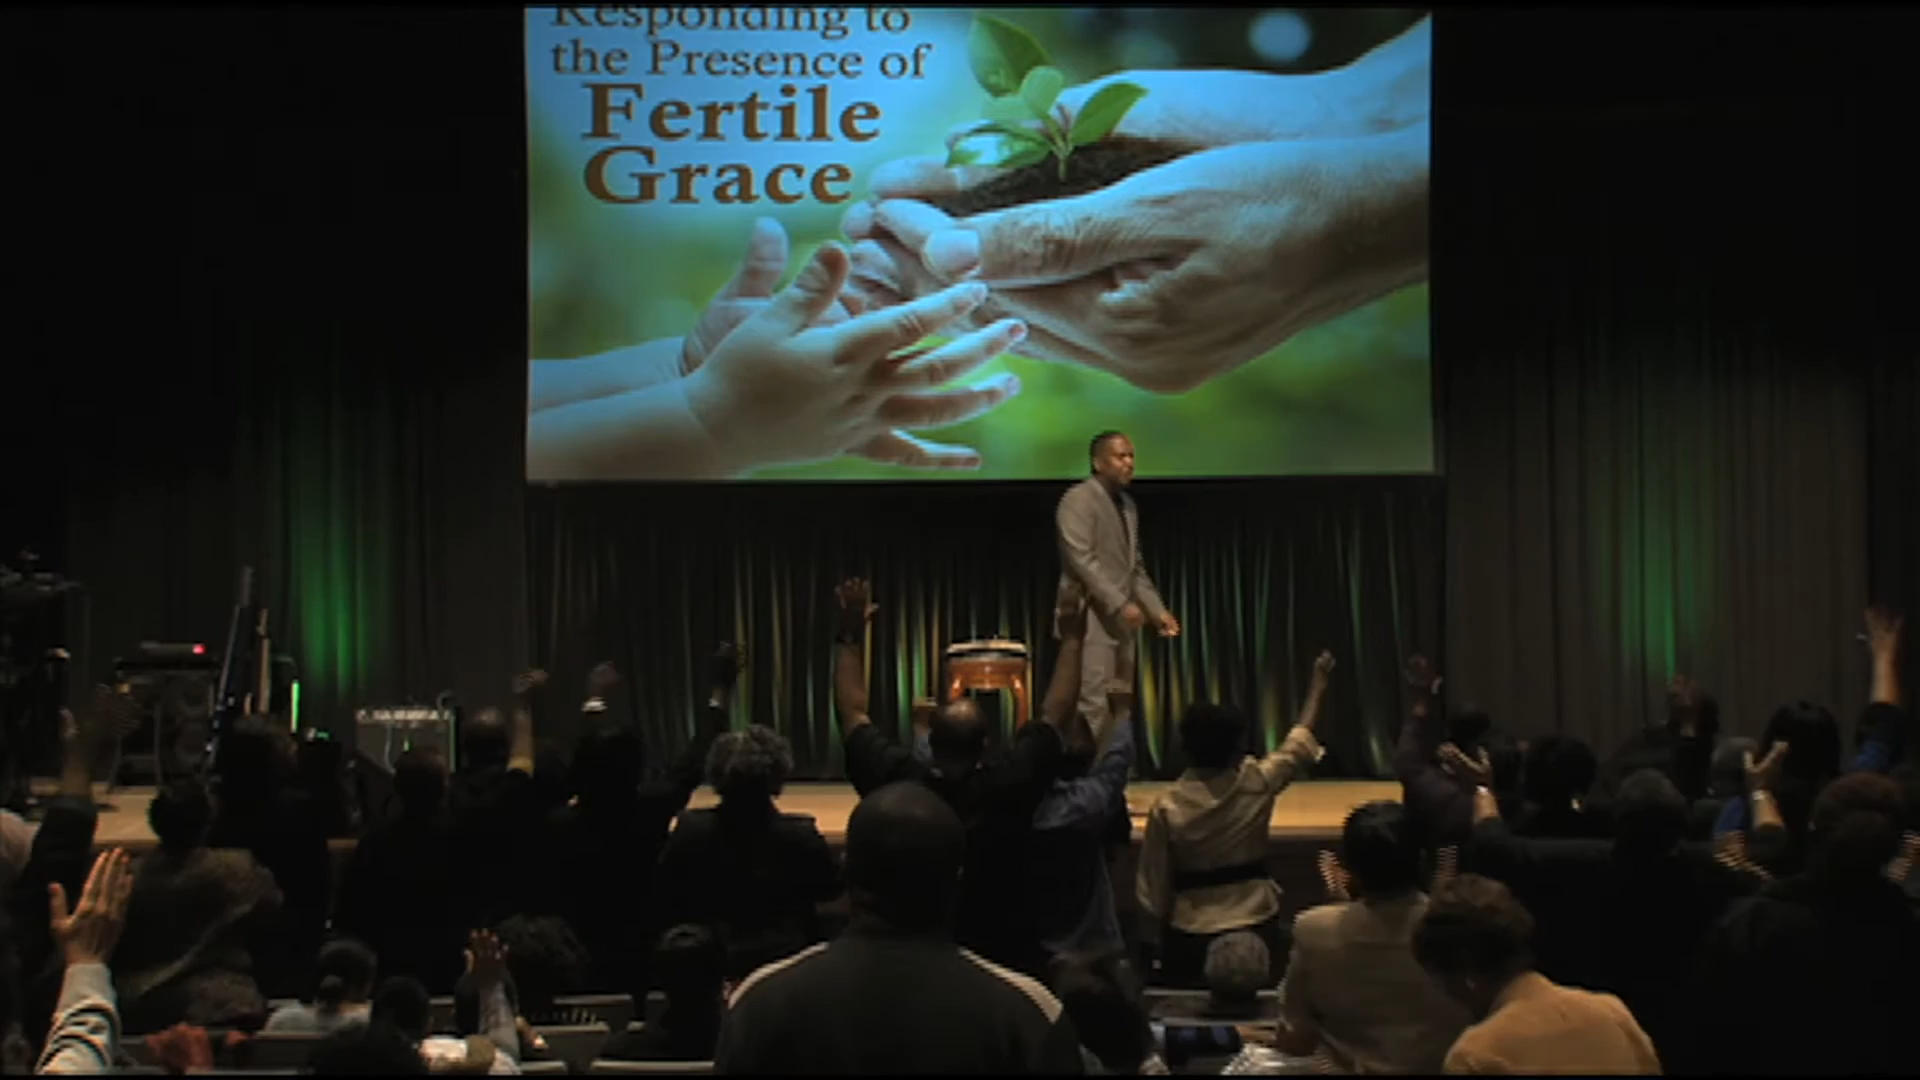 Responding to
the Presence of
Fertile
Grace